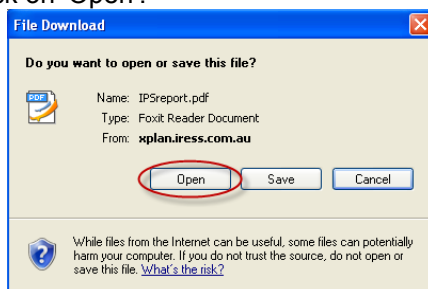 on 'Open'?
File Download
Do you want to open or save this file?
PDF
Name: IPSreport.pdf
Type: Foxit Reader Document
From: xplan.iress.com.au
Open Save Cancel
While files from the Internet can be useful, some files can potentially
harm your computer. If you do not trust the source, do not open or
save this file. What's the risk?